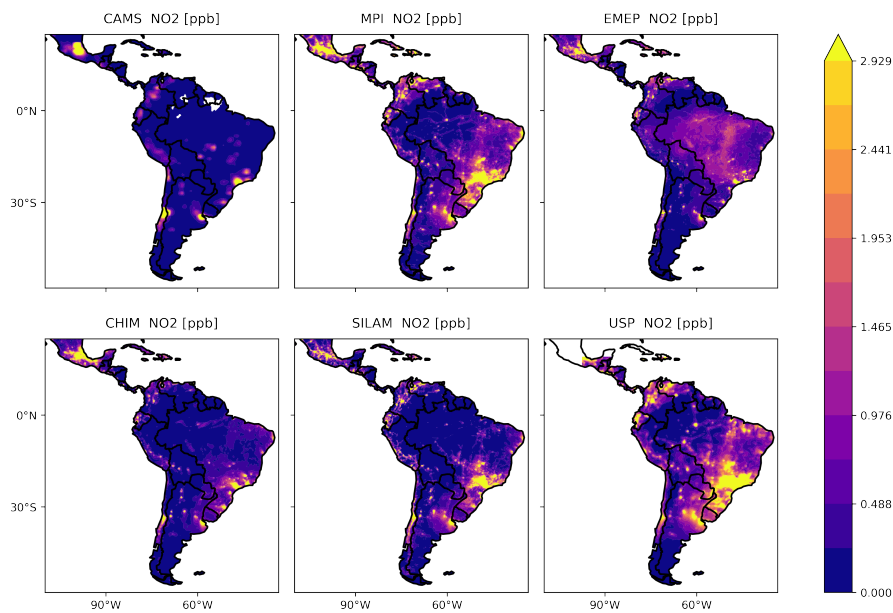 CAMS NO2 [ppb]
MPI NO2 [ppb]
EMEP NO2 [ppb]
0°N
30°S
90°W
60°W
CHIM NO2 [ppb]
SILAM NO2 [ppb]
USP NO2 [ppb]
0°N
30°S
90°W
60°W
90°W
60°W
90°W
60°W
2.929
2.441
1.953
1.465
0.976
0.488
0.000